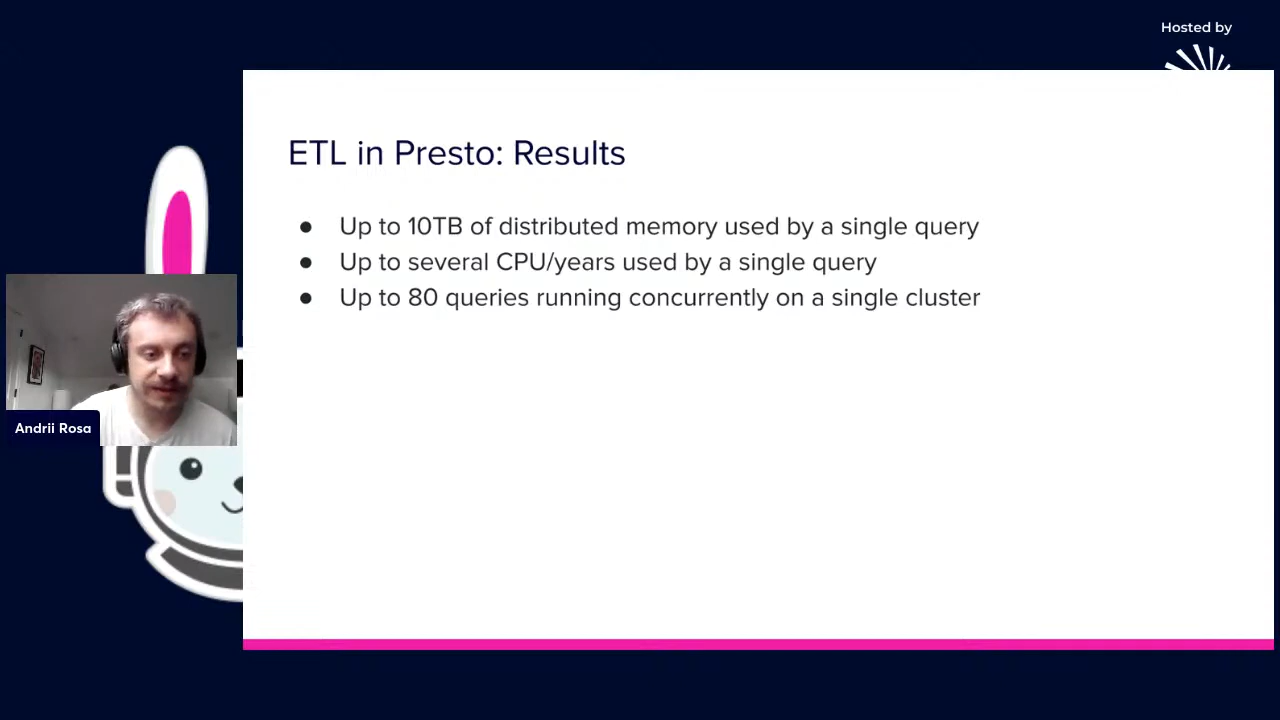 Hosted by
ETL in Presto: Results
● Up to 10TB of distributed memory used by a single query
● Up to several CPU/years used by a single query
● Up to 80 queries running concurrently on a single cluster
Andrii Rosa